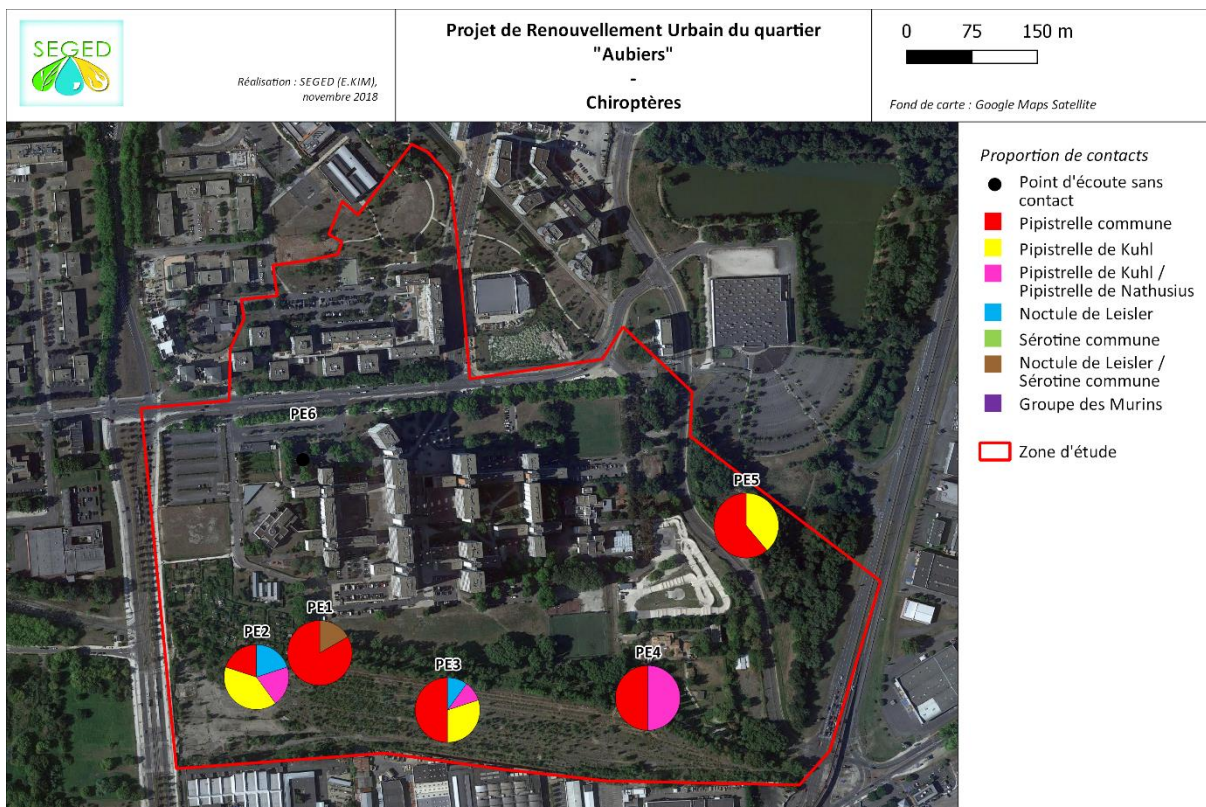 SEGED
Réalisation : SEGED (E.KIM),
novembre 2018
Projet de Renouvellement Urbain du quartier
"Aubiers"
-
Chiroptères
0 75 150 m
Fond de carte : Google Maps Satellite
Proportion de contacts
Point d'écoute sans
contact
Pipistrelle commune
Pipistrelle de Kuhl
Pipistrelle de Kuhl /
Pipistrelle de Nathusius
Noctule de Leisler
Sérotine commune
Noctule de Leisler /
Sérotine commune
Groupe des Murins
Zone d'étude
PE6
PE5
PE1
PE2
PE3
PE4